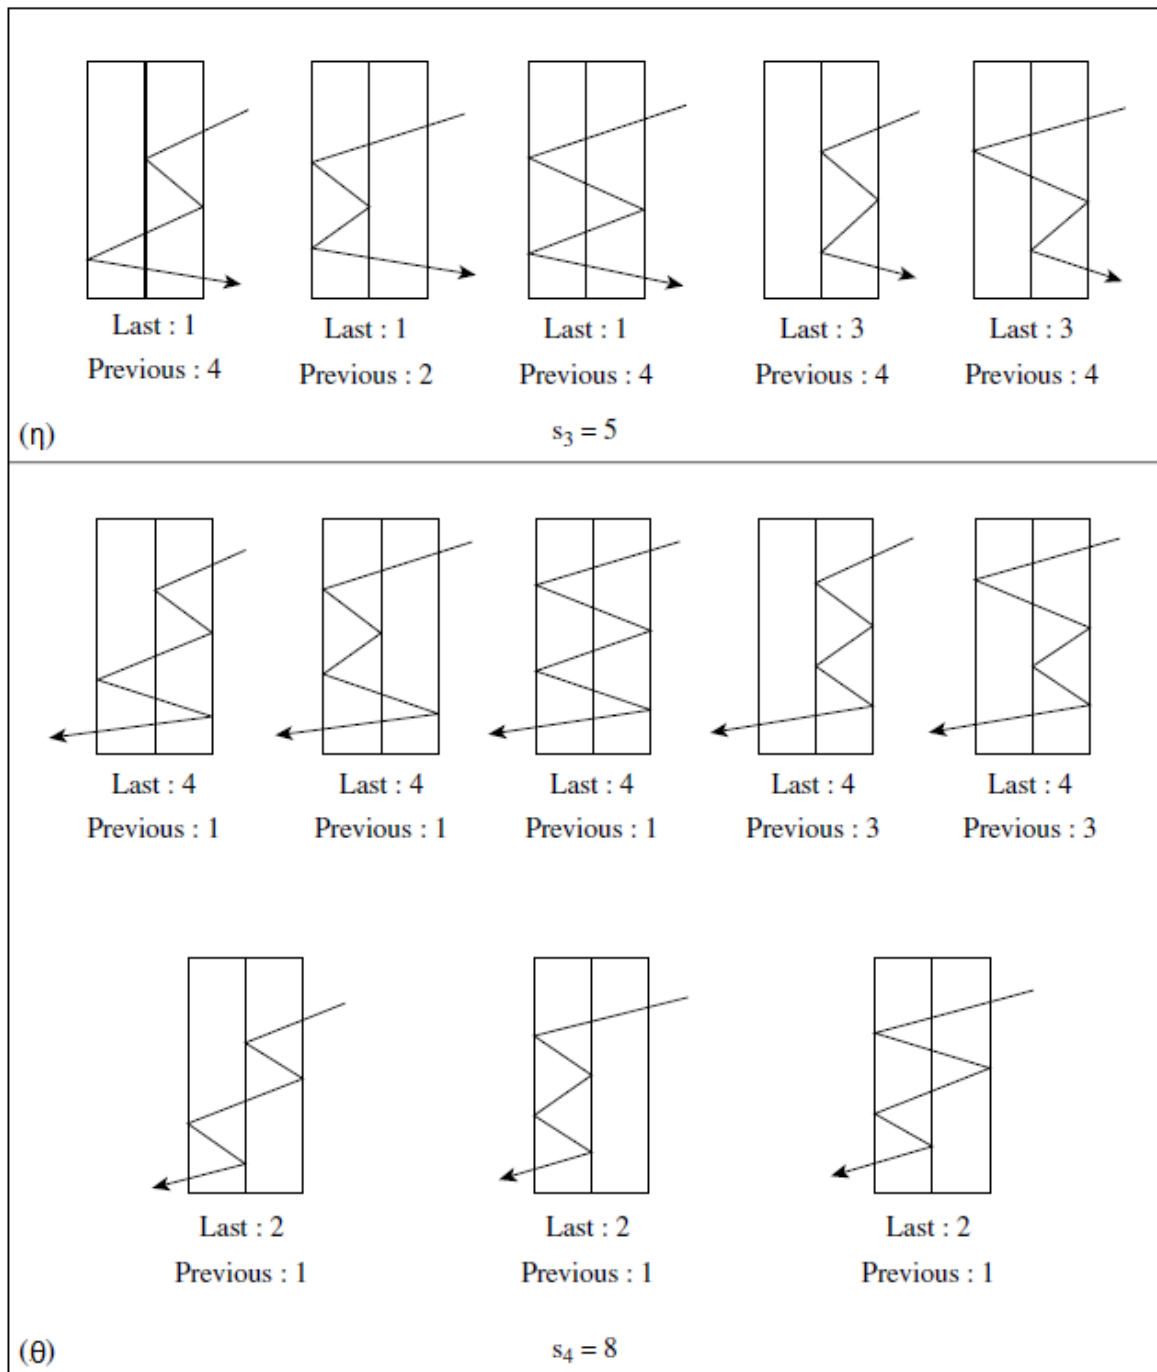 Last : 1 Last : 1 Last : 1 Last : 3 Last : 3
Previous : 4 Previous : 2 Previous : 4 Previous : 4 Previous : 4
(η) s3 = 5
Last : 4 Last : 4 Last : 4 Last : 4 Last : 4
Previous : 1 Previous : 1 Previous : 1 Previous : 3 Previous : 3
Last : 2 Last : 2 Last : 2
Previous : 1 Previous : 1 Previous : 1
(θ) s4 = 8